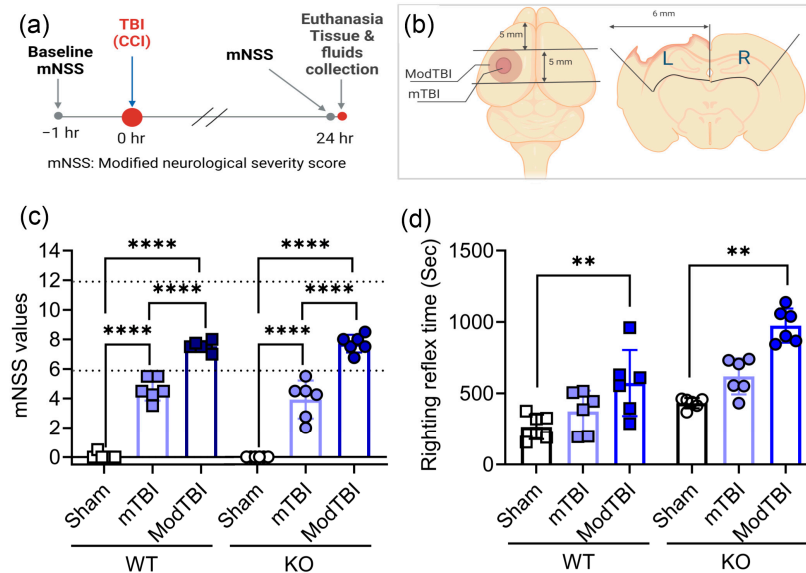 (a)
TBI
(CCI)
Euthanasia
Tissue &
fluids
collection
Baseline
mNSS
mNSS
−1 hr
0 hr
24 hr
mNSS: Modified neurological severity score
(b)
5 mm
5 mm
ModTBI
mTBI
6 mm
L
R
(c)
mNSS values
14
12
10
8
6
4
2
0
****
****
****
****
****
****
Sham
mTBI
ModTBI
Sham
mTBI
ModTBI
WT
KO
(d)
Righting reflex time (Sec)
1500
1000
500
0
**
**
Sham
mTBI
ModTBI
Sham
mTBI
ModTBI
WT
KO